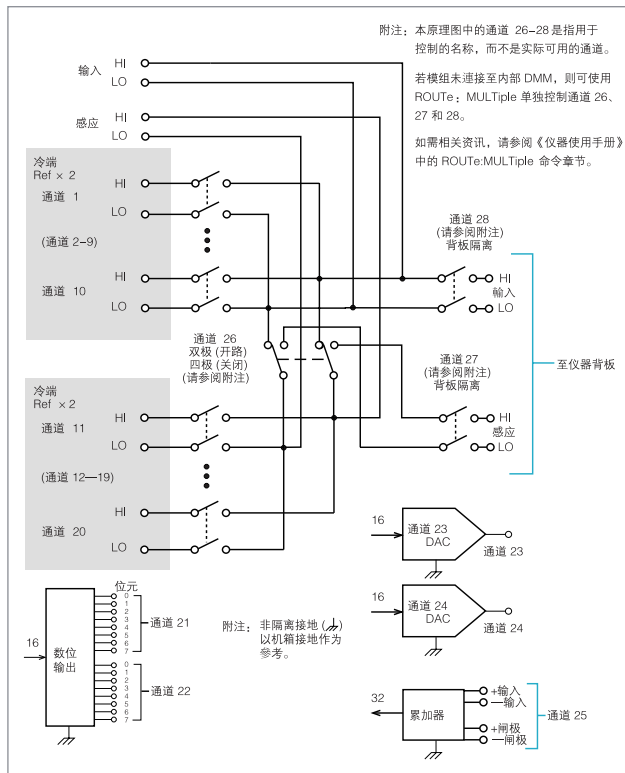 附注：本原理图中的通道 26-28 是指用于
控制的名称，而不是实际可用的通道。
若模组未连接至内部 DMM，则可使用
ROUTe：MULTiple 单独控制通道 26、
27 和 28。
如需相关资讯，请参阅《仪器使用手册》
中的 ROUTe:MULTiple 命令章节。
输入
HI
LO
感应
HI
LO
冷端
Ref × 2
通道 1
HI
LO
(通道 2-9)
通道 10
HI
LO
通道 28
(请参阅附注)
背板隔离
HI
输入
LO
通道 26
双极 (开路)
四极 (关闭)
(请参阅附注)
通道27
(请参阅附注)
背板隔离
HI
感应
LO
至仪器背板
冷端
Ref × 2
通道 11
HI
LO
(通道 12—19)
通道 20
HI
LO
16
通道 23
DAC
通道 23
16
通道 24
DAC
通道 24
位元
16
数位
输出
0
1
2
3
4
5
6
7
通道 21
0
1
2
3
4
5
6
7
通道 22
附注：非隔离接地 ( )
以机箱接地作为
参考。
32
累加器
+输入
—输入
+闸极
—闸极
通道 25